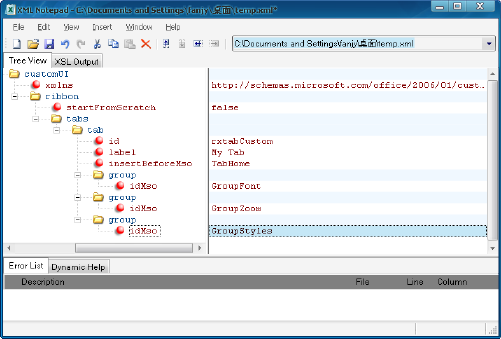 XML Notepad - C:\Documents and Settings\fanjy\桌面\temp.xml*
File Edit View Insert Window Help
C:\Documents and Settings\fanjy\桌面\temp.xml
Tree View XSL Output
customUI
xmlns http://schemas.microsoft.com/office/2006/01/cust...
ribbon
startFromScratch false
tabs
tab
id rxtabCustom
label My Tab
insertBeforeMso TabHome
group
idMso GroupFont
group
idMso GroupZoom
group
idMso GroupStyles
Error List Dynamic Help
Description File Line Column